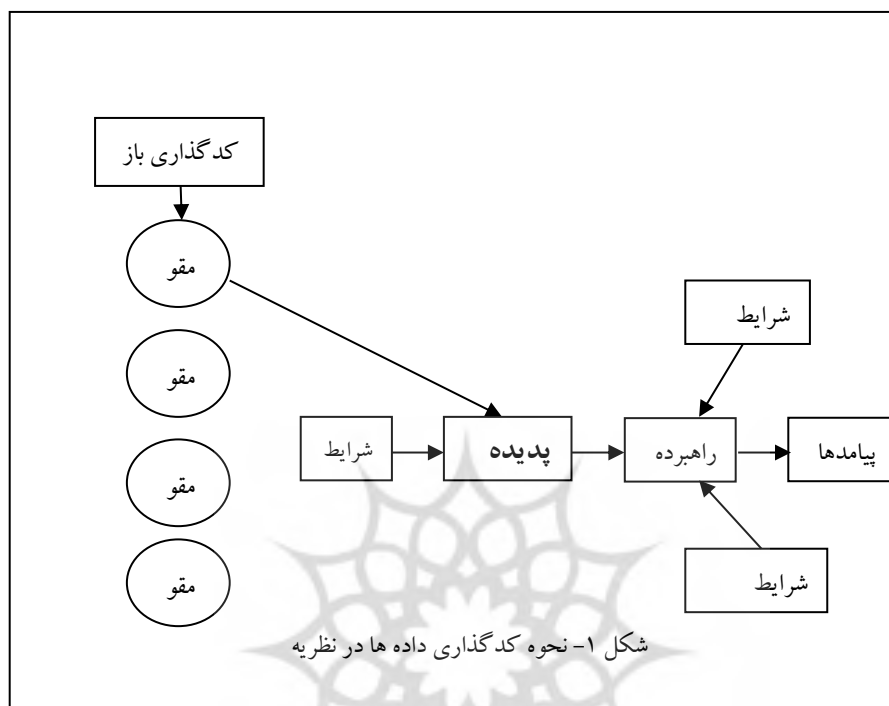 کدگذاری باز
مقو
مقو
مقو
مقو
شرایط
شرایط
پدیده
راهبرده
پیامدها
شرایط
شکل ۱- نحوه کدگذاری داده ها در نظریه